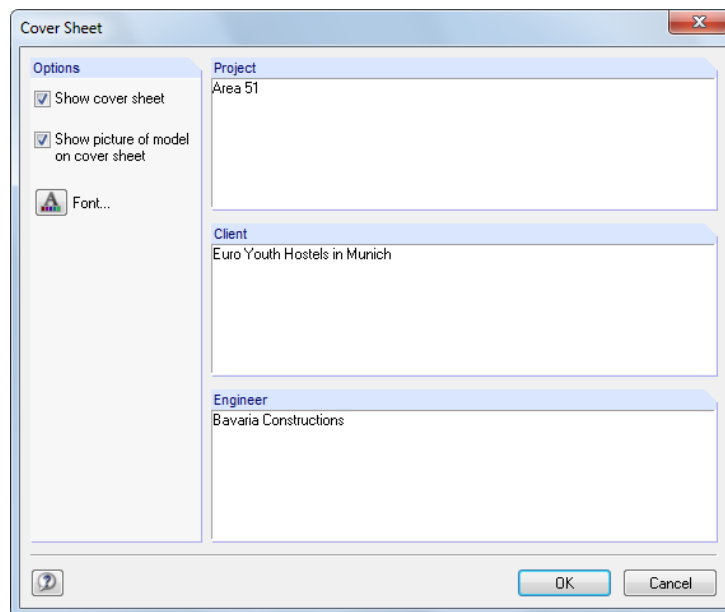 Cover Sheet
Options
Show cover sheet
Show picture of model
on cover sheet
Font...
Project
Area 51
Client
Euro Youth Hostels in Munich
Engineer
Bavaria Constructions
OK
Cancel